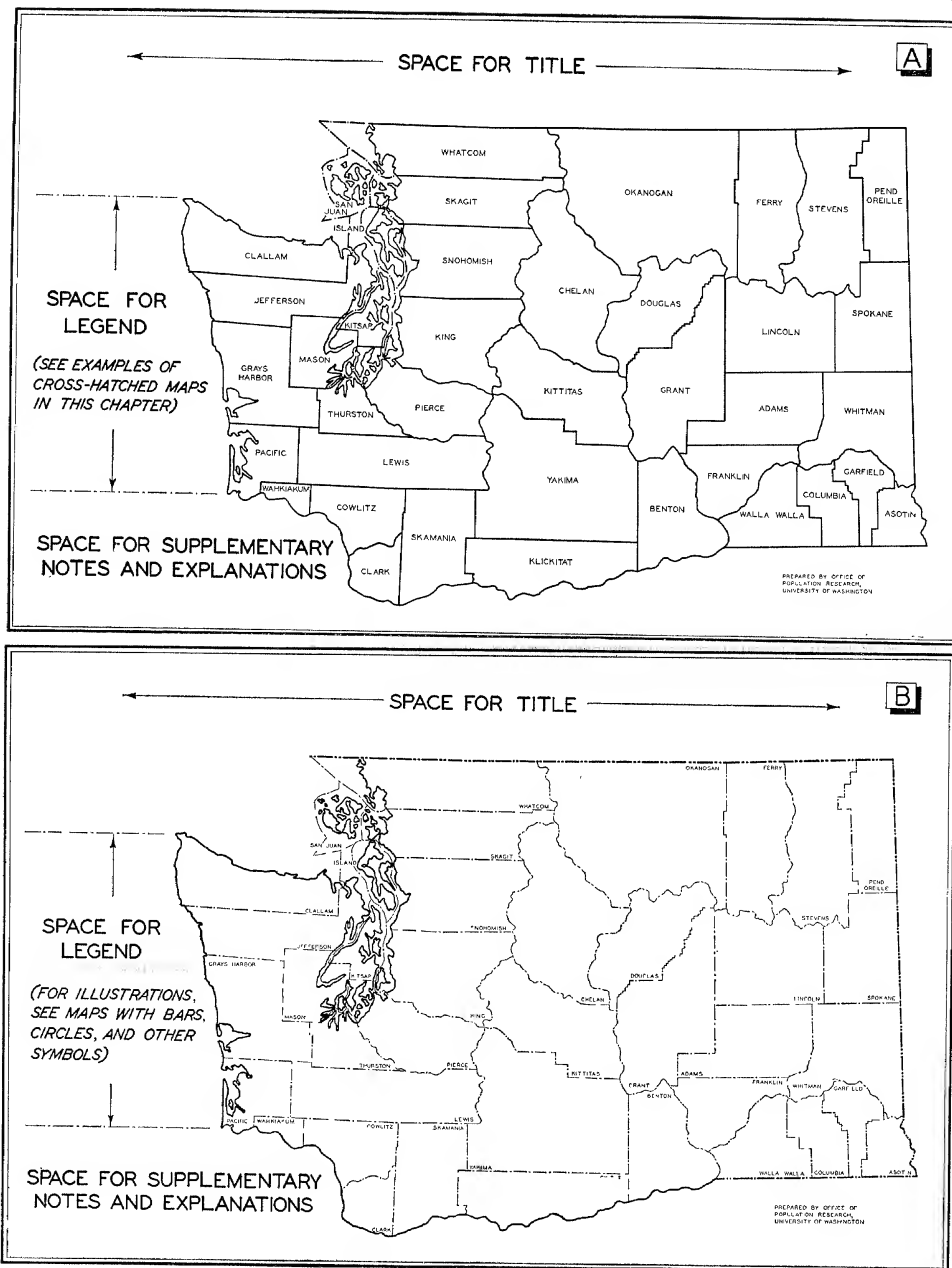 SPACE FOR TITLE
A
WHATCOM
OKANOGAN
FERRY
STEVENS
PEND
OREILLE
SAN
JUAN
SKAGIT
ISLAND
CLALLAM
SNOHOMISH
CHELAN
DOUGLAS
SPACE FOR
LEGEND
JEFFERSON
KITSAP
KING
LINCOLN
SPOKANE
(SEE EXAMPLES OF
CROSS-HATCHED MAPS
IN THIS CHAPTER)
GRAYS
HARBOR
MASON
KITTITAS
GRANT
THURSTON
PIERCE
ADAMS
WHITMAN
PACIFIC
LEWIS
YAKIMA
FRANKLIN
GARFIELD
WAHKIAKUM
COWLITZ
BENTON
WALLA WALLA
COLUMBIA
ASOTIN
SKAMANIA
SPACE FOR SUPPLEMENTARY
NOTES AND EXPLANATIONS
CLARK
KLICKITAT
PREPARED BY OFFICE OF
POPULATION RESEARCH,
UNIVERSITY OF WASHINGTON
SPACE FOR TITLE
B
OKANOGAN
FERRY
WHATCOM
SAN JUAN
SKAGIT
ISLAND
PEND
OREILLE
CLALLAM
STEVENS
SPACE FOR
LEGEND
SNOHOMISH
JEFFERSON
GRAYS HARBOR
KITSAP
DOUGLAS
(FOR ILLUSTRATIONS,
SEE MAPS WITH BARS,
CIRCLES, AND OTHER
SYMBOLS)
CHELAN
LINCOLN
SPOKANE
MASON
KING
THURSTON
PIERCE
KITTITAS
GRANT
ADAMS
FRANKLIN
WHITMAN
GARFIELD
BENTON
PACIFIC
WAHKIAKUM
COWLITZ
LEWIS
SKAMANIA
YAKIMA
WALLA WALLA
COLUMBIA
ASOTIN
SPACE FOR SUPPLEMENTARY
NOTES AND EXPLANATIONS
CLARK
PREPARED BY OFFICE OF
POPULATION RESEARCH,
UNIVERSITY OF WASHINGTON